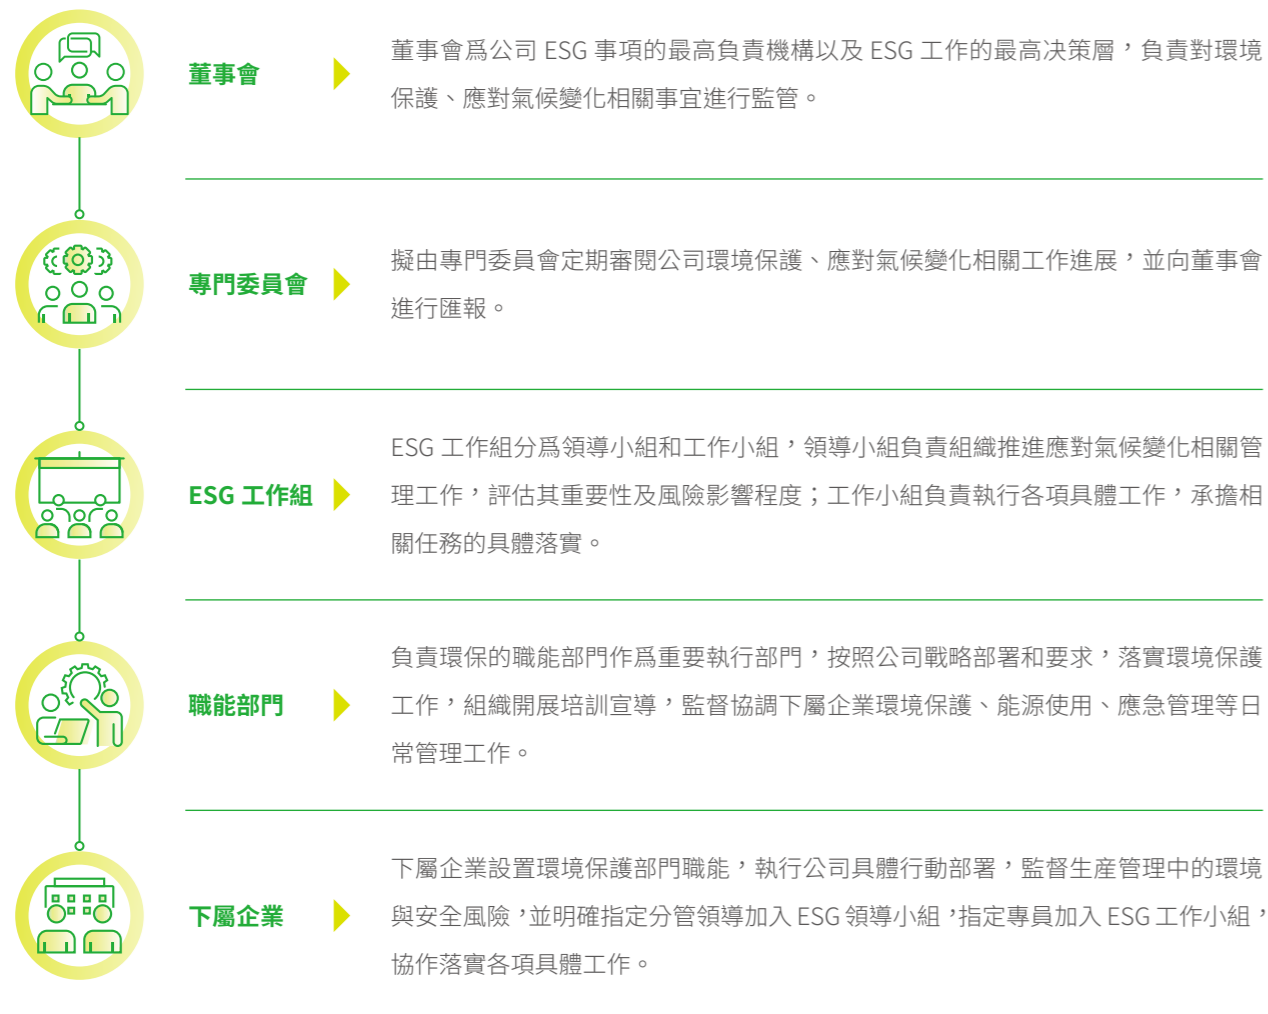 董事會
董事會爲公司 ESG 事項的最高負責機構以及 ESG 工作的最高決策層，負責對環境
保護、應對氣候變化相關事宜進行監管。
專門委員會
擬由專門委員會定期審閱公司環境保護、應對氣候變化相關工作進展，並向董事會
進行匯報。
ESG 工作組
ESG 工作組分爲領導小組和工作小組，領導小組負責組織推進應對氣候變化相關管
理工作，評估其重要性及風險影響程度；工作小組負責執行各項具體工作，承擔相
關任務的具體落實。
職能部門
負責環保的職能部門作爲重要執行部門，按照公司戰略部署和要求，落實環境保護
工作，組織開展培訓宣導，監督協調下屬企業環境保護、能源使用、應急管理等日
常管理工作。
下屬企業
下屬企業設置環境保護部門職能，執行公司具體行動部署，監督生産管理中的環境
與安全風險，並明確指定分管領導加入 ESG 領導小組，指定專員加入 ESG 工作小組，
協作落實各項具體工作。